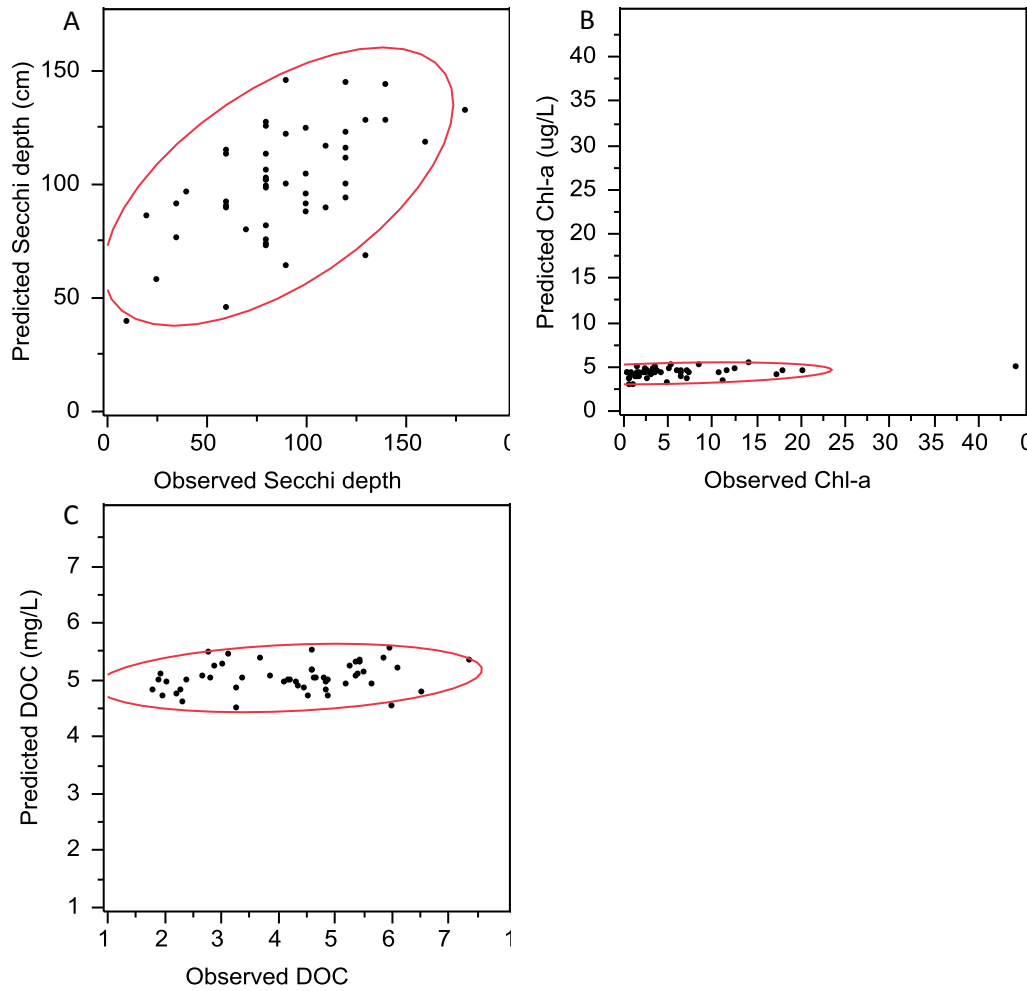 A
Predicted Secchi depth (cm)
150
100
50
0
0 50 100 150 0
Observed Secchi depth
B
Predicted Chl-a (ug/L)
40
35
30
25
20
15
10
5
0
0 5 10 15 20 25 30 35 40 0
Observed Chl-a
C
Predicted DOC (mg/L)
7
6
5
4
3
2
1
1 2 3 4 5 6 7 1
Observed DOC